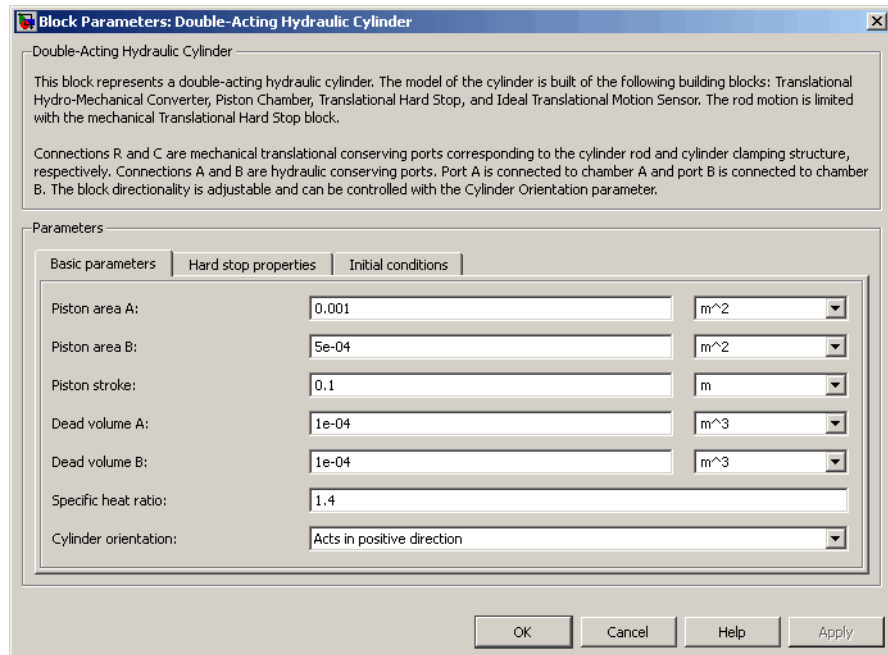 Block Parameters: Double-Acting Hydraulic Cylinder
Double-Acting Hydraulic Cylinder
This block represents a double-acting hydraulic cylinder. The model of the cylinder is built of the following building blocks: Translational
Hydro-Mechanical Converter, Piston Chamber, Translational Hard Stop, and Ideal Translational Motion Sensor. The rod motion is limited
with the mechanical Translational Hard Stop block.
Connections R and C are mechanical translational conserving ports corresponding to the cylinder rod and cylinder clamping structure,
respectively. Connections A and B are hydraulic conserving ports. Port A is connected to chamber A and port B is connected to chamber
B. The block directionality is adjustable and can be controlled with the Cylinder Orientation parameter.
Parameters
Basic parameters Hard stop properties Initial conditions
Piston area A: 0.001 m^2
Piston area B: 5e-04 m^2
Piston stroke: 0.1 m
Dead volume A: 1e-04 m^3
Dead volume B: 1e-04 m^3
Specific heat ratio: 1.4
Cylinder orientation: Acts in positive direction
OK Cancel Help Apply